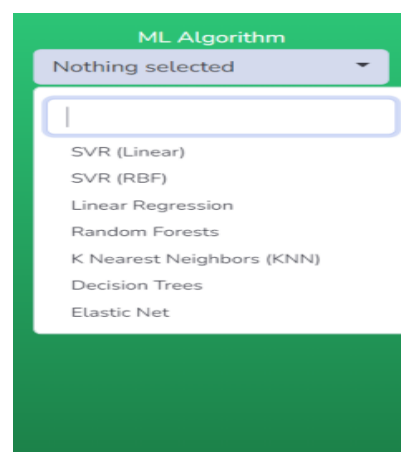 ML Algorithm
Nothing selected
SVR (Linear)
SVR (RBF)
Linear Regression
Random Forests
K Nearest Neighbors (KNN)
Decision Trees
Elastic Net